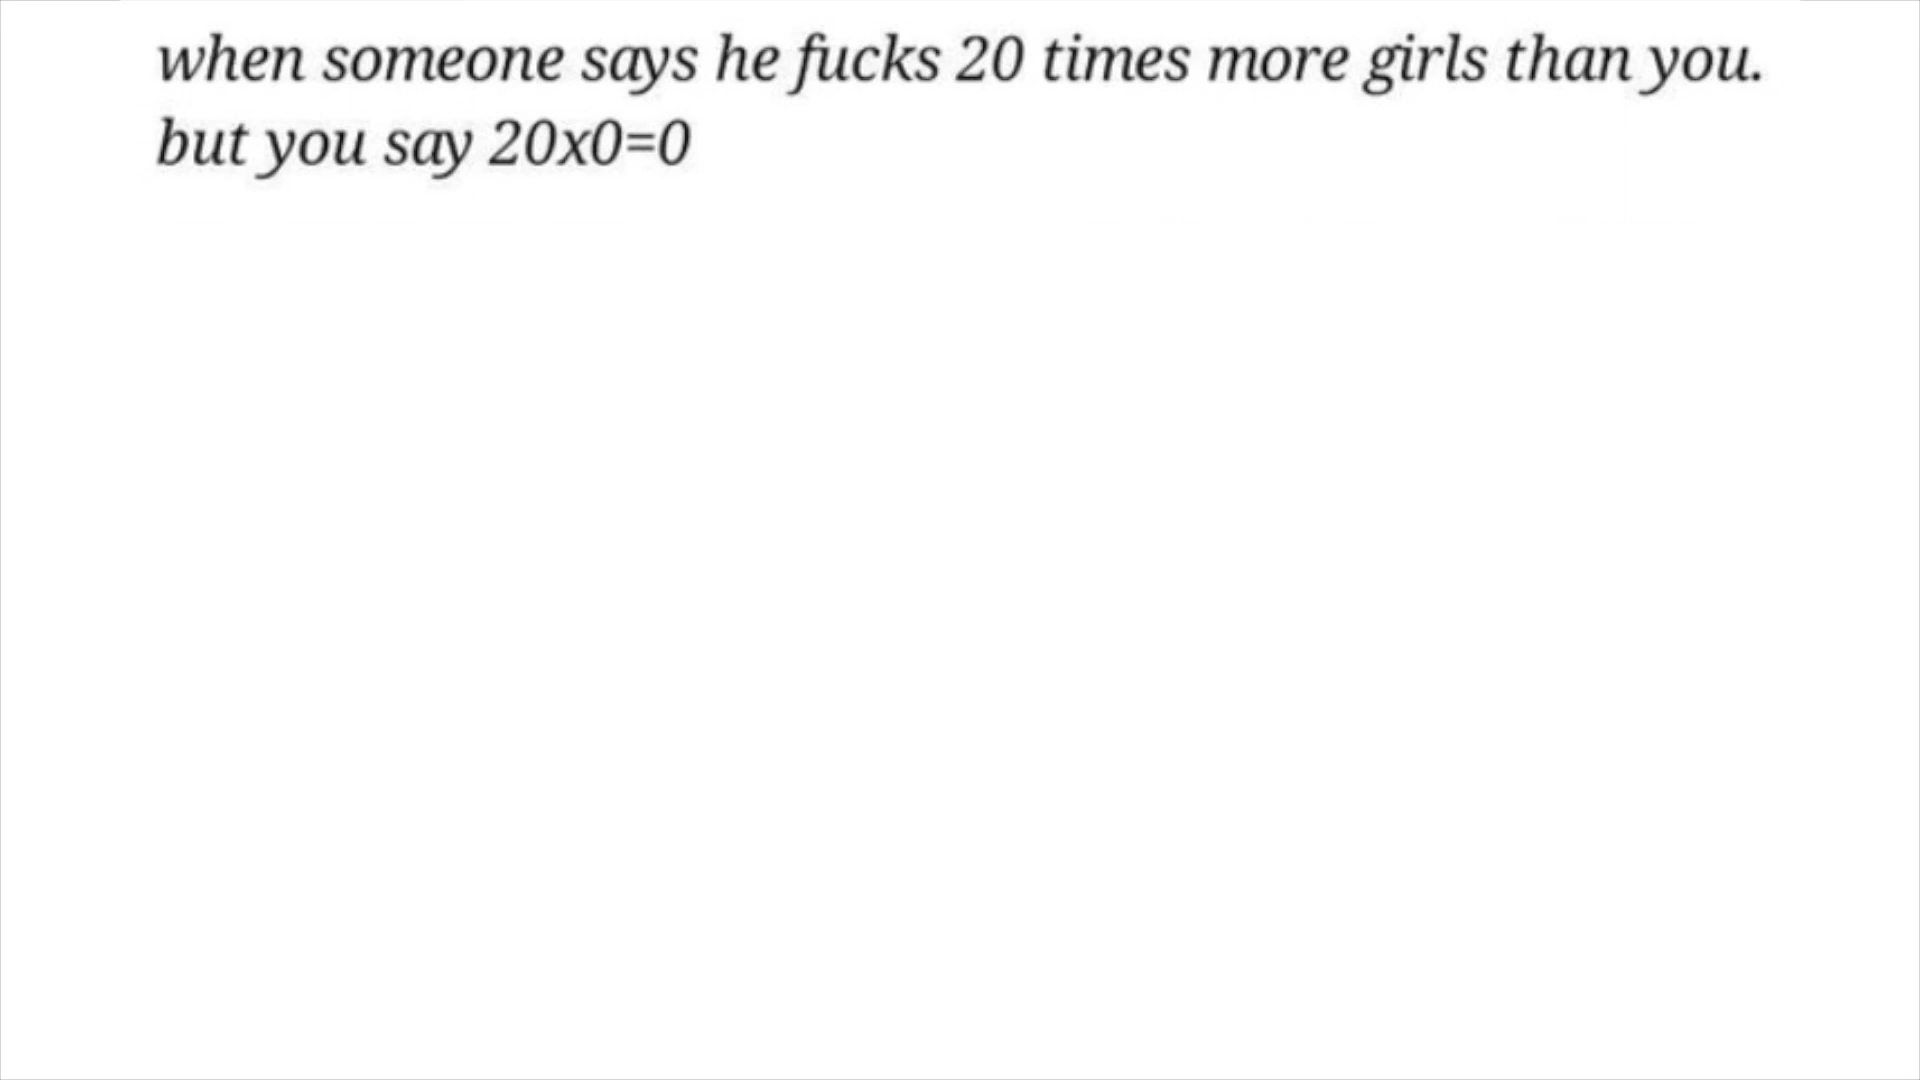 when someone says he fucks 20 times more girls than you.
but you say 20x0=0